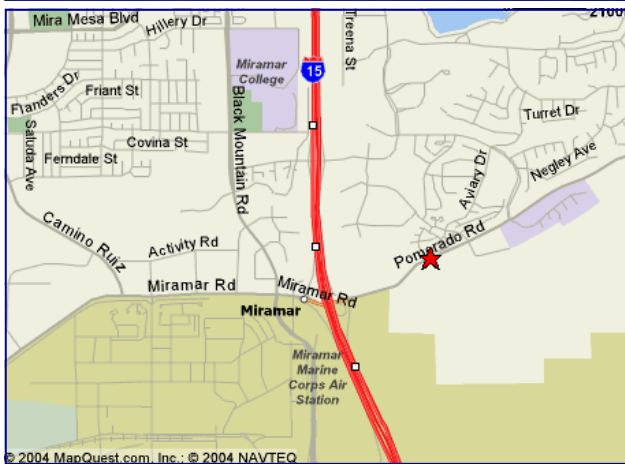 Mira Mesa Blvd
Hillery Dr
Treena St
Miramar
College
15
Flanders Dr
Friant St
Black Mountain Rd
Turret Dr
Saluda Ave
Covina St
Ferndale St
Aviary Dr
Negley Ave
Camino Ruiz
Activity Rd
Pomerado Rd
Miramar Rd
Miramar Rd
Miramar
Miramar
Marine
Corps Air
Station
© 2004 MapQuest.com, Inc.; © 2004 NAVTEQ